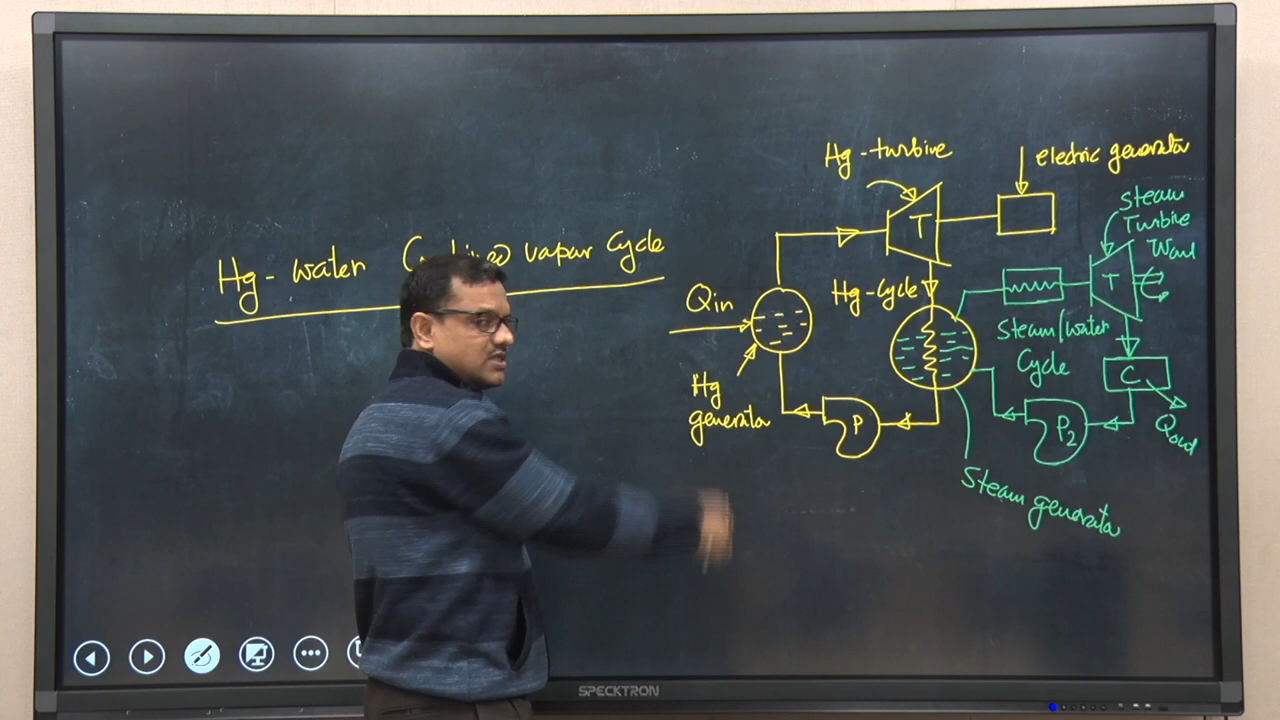 Hg-turbine
electric generator
Steam
Turbine
Hg-water vapur Cycle
Wout
T
T
Qin
Hg-Cycle
Steam/water
Cycle
C
Hg
generator
P
P2
Qout
Steam generator
SPECKTRON